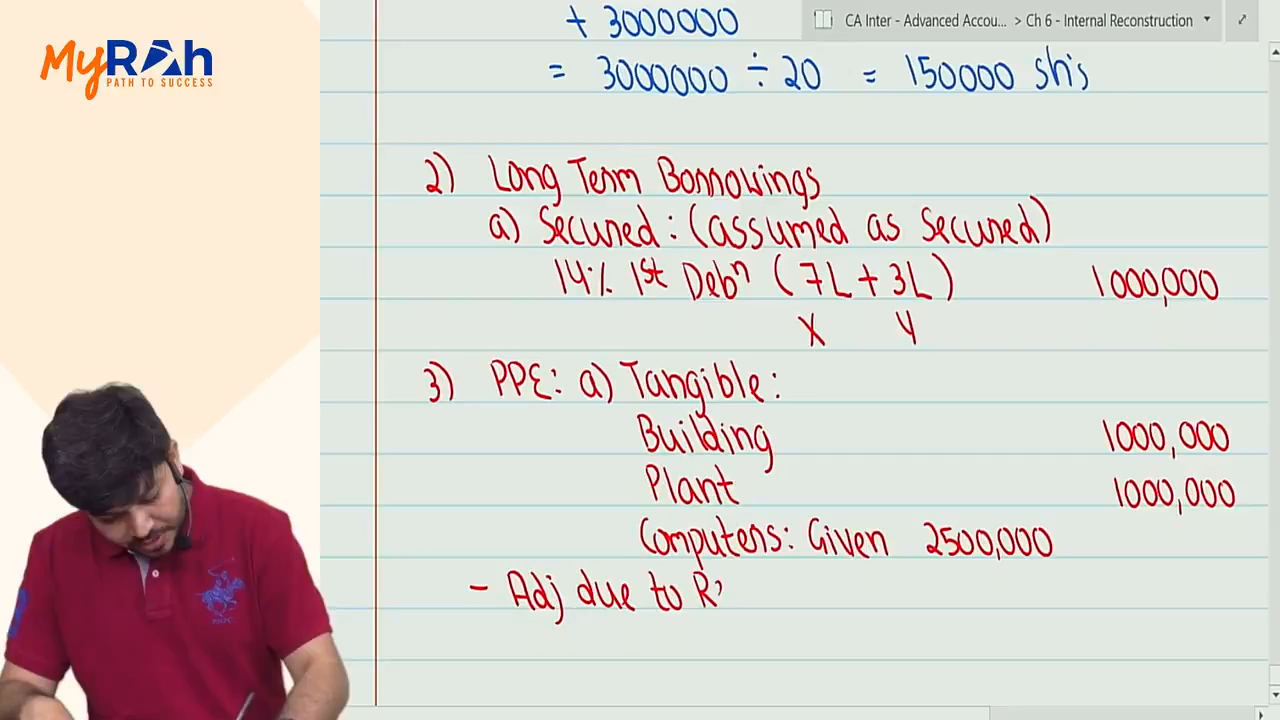 MyRAh
PATH TO SUCCESS
CA Inter - Advanced Accou... > Ch 6 - Internal Reconstruction
+ 3000000
= 3000000 ÷ 20 = 150000 sh's
2) Long Term Borrowings
a) Secured : (assumed as secured)
14% 1st Debⁿ (7L + 3L) 1000,000
X Y
3) PPE: a) Tangible:
Building 1000,000
Plant 1000,000
Computers: Given 2500,000
- Adj due to R'